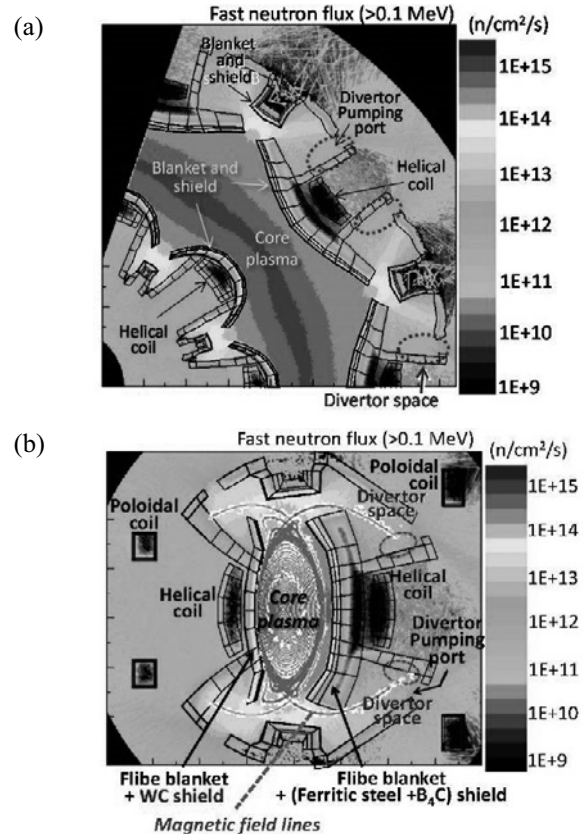 (a)
Fast neutron flux (>0.1 MeV)
(n/cm²/s)
Blanket
and
shield
Divertor
Pumping
port
Helical
coil
Blanket and
shield
Core
plasma
Helical
coil
Divertor space
1E+15
1E+14
1E+13
1E+12
1E+11
1E+10
1E+9
(b)
Fast neutron flux (>0.1 MeV)
(n/cm²/s)
Poloidal
coil
Divertor
space
Poloidal
coil
Helical
coil
Core
plasma
Helical
coil
Divertor
Pumping
port
Divertor
space
1E+15
1E+14
1E+13
1E+12
1E+11
1E+10
1E+9
Flibe blanket
+ WC shield
Flibe blanket
+ (Ferritic steel +B₄C) shield
Magnetic field lines